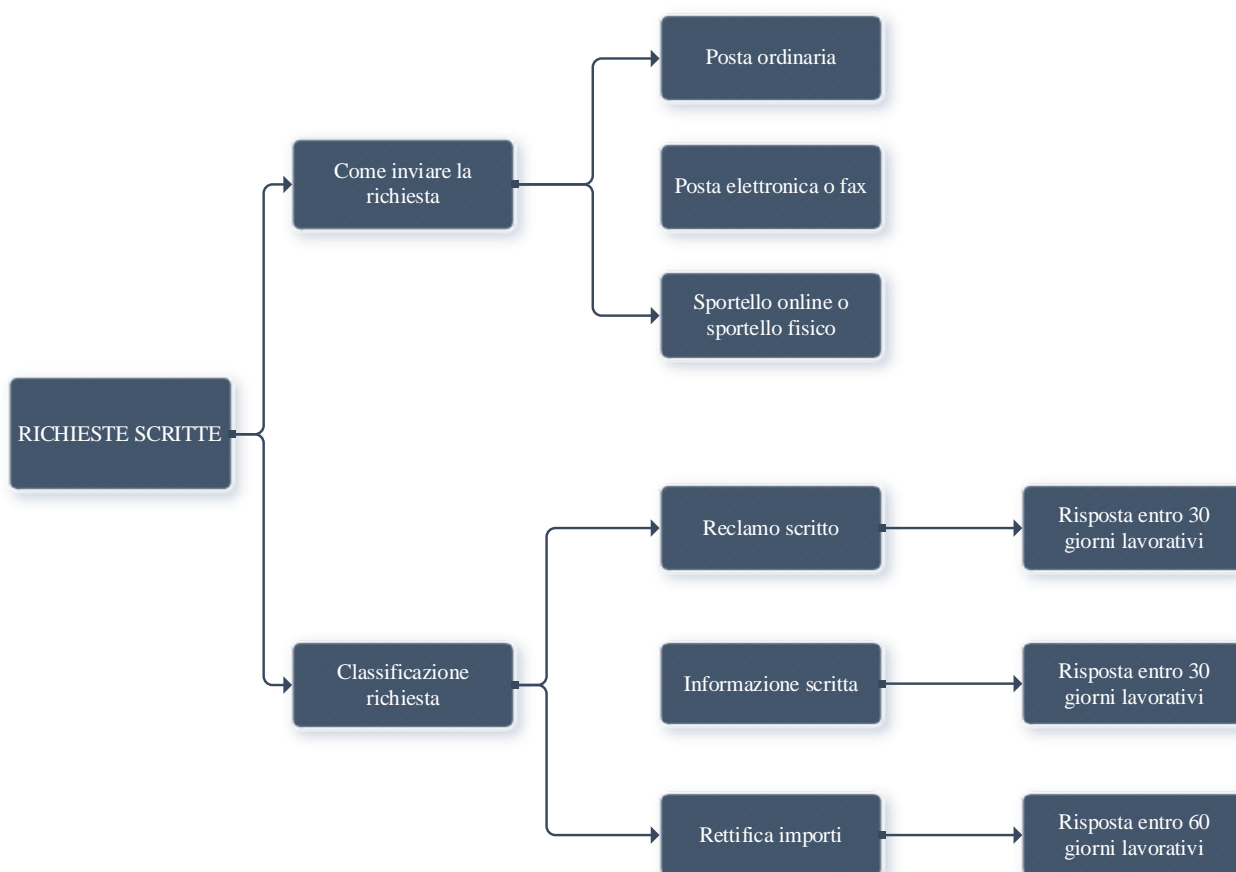 Posta ordinaria
Come inviare la
richiesta
Posta elettronica o fax
Sportello online o
sportello fisico
RICHIESTE SCRITTE
Reclamo scritto
Risposta entro 30
giorni lavorativi
Classificazione
richiesta
Informazione scritta
Risposta entro 30
giorni lavorativi
Rettifica importi
Risposta entro 60
giorni lavorativi